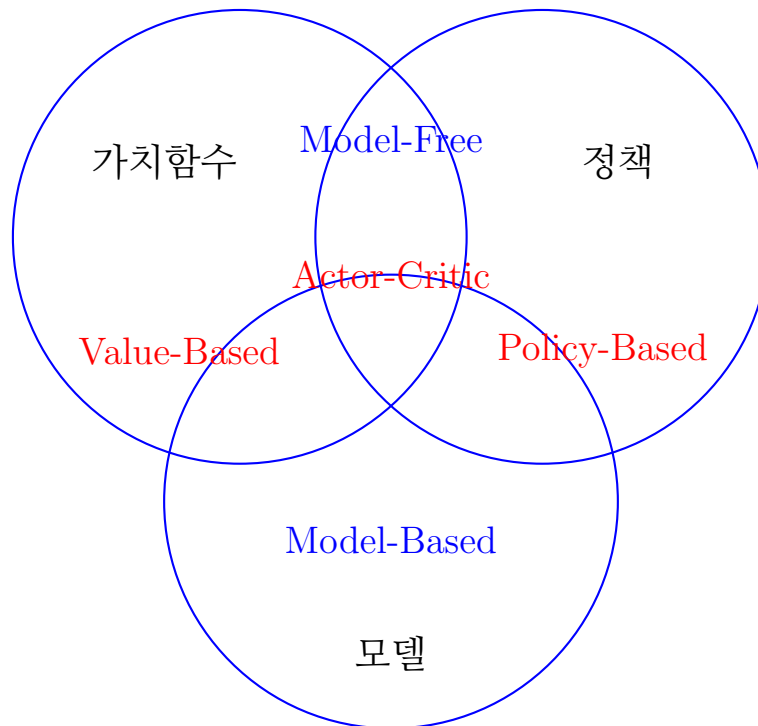 Model-Free
가치함수
정책
Actor-Critic
Value-Based
Policy-Based
Model-Based
모델